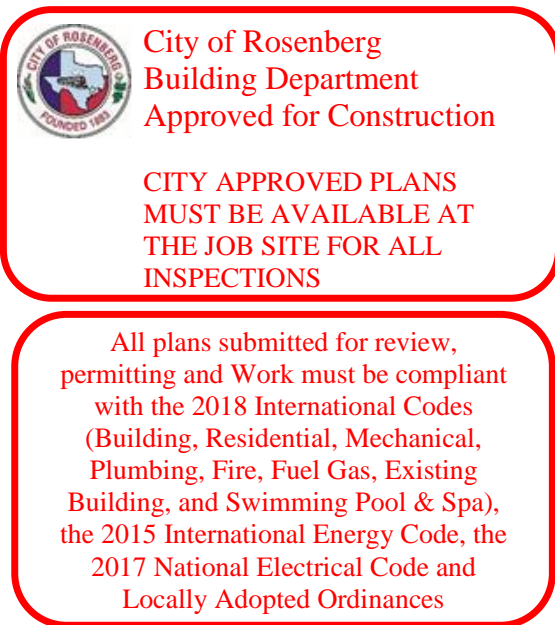 CITY OF ROSENBERG
FOUNDED 1883
City of Rosenberg
Building Department
Approved for Construction
CITY APPROVED PLANS
MUST BE AVAILABLE AT
THE JOB SITE FOR ALL
INSPECTIONS
All plans submitted for review,
permitting and Work must be compliant
with the 2018 International Codes
(Building, Residential, Mechanical,
Plumbing, Fire, Fuel Gas, Existing
Building, and Swimming Pool & Spa),
the 2015 International Energy Code, the
2017 National Electrical Code and
Locally Adopted Ordinances